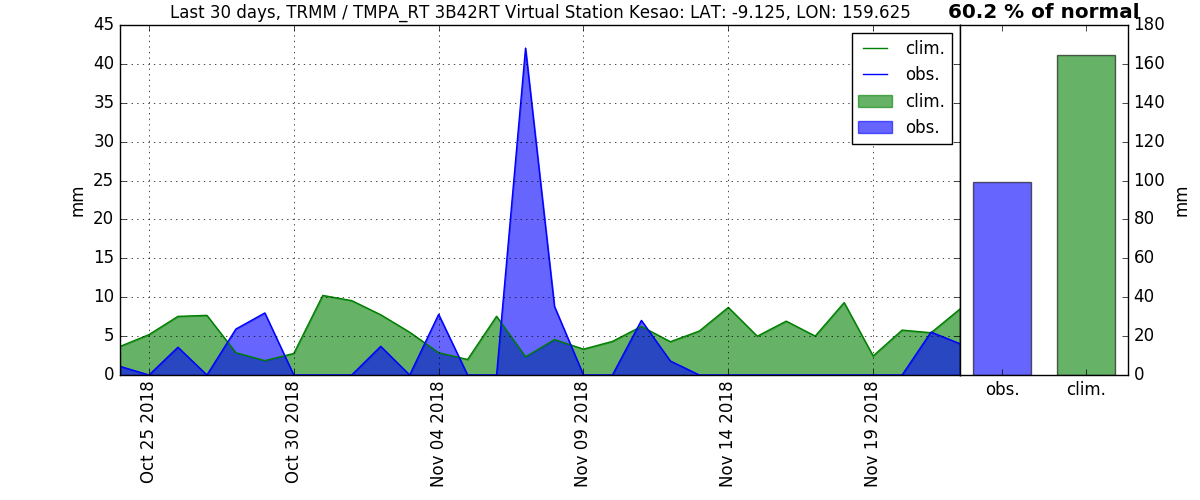 Last 30 days, TRMM / TMPA_RT 3B42RT Virtual Station Kesao: LAT: -9.125, LON: 159.625
60.2 % of normal
45
40
35
30
25
20
15
10
5
0
mm
clim.
obs.
clim.
obs.
180
160
140
120
100
80
60
40
20
0
mm
Oct 25 2018
Oct 30 2018
Nov 04 2018
Nov 09 2018
Nov 14 2018
Nov 19 2018
obs.
clim.